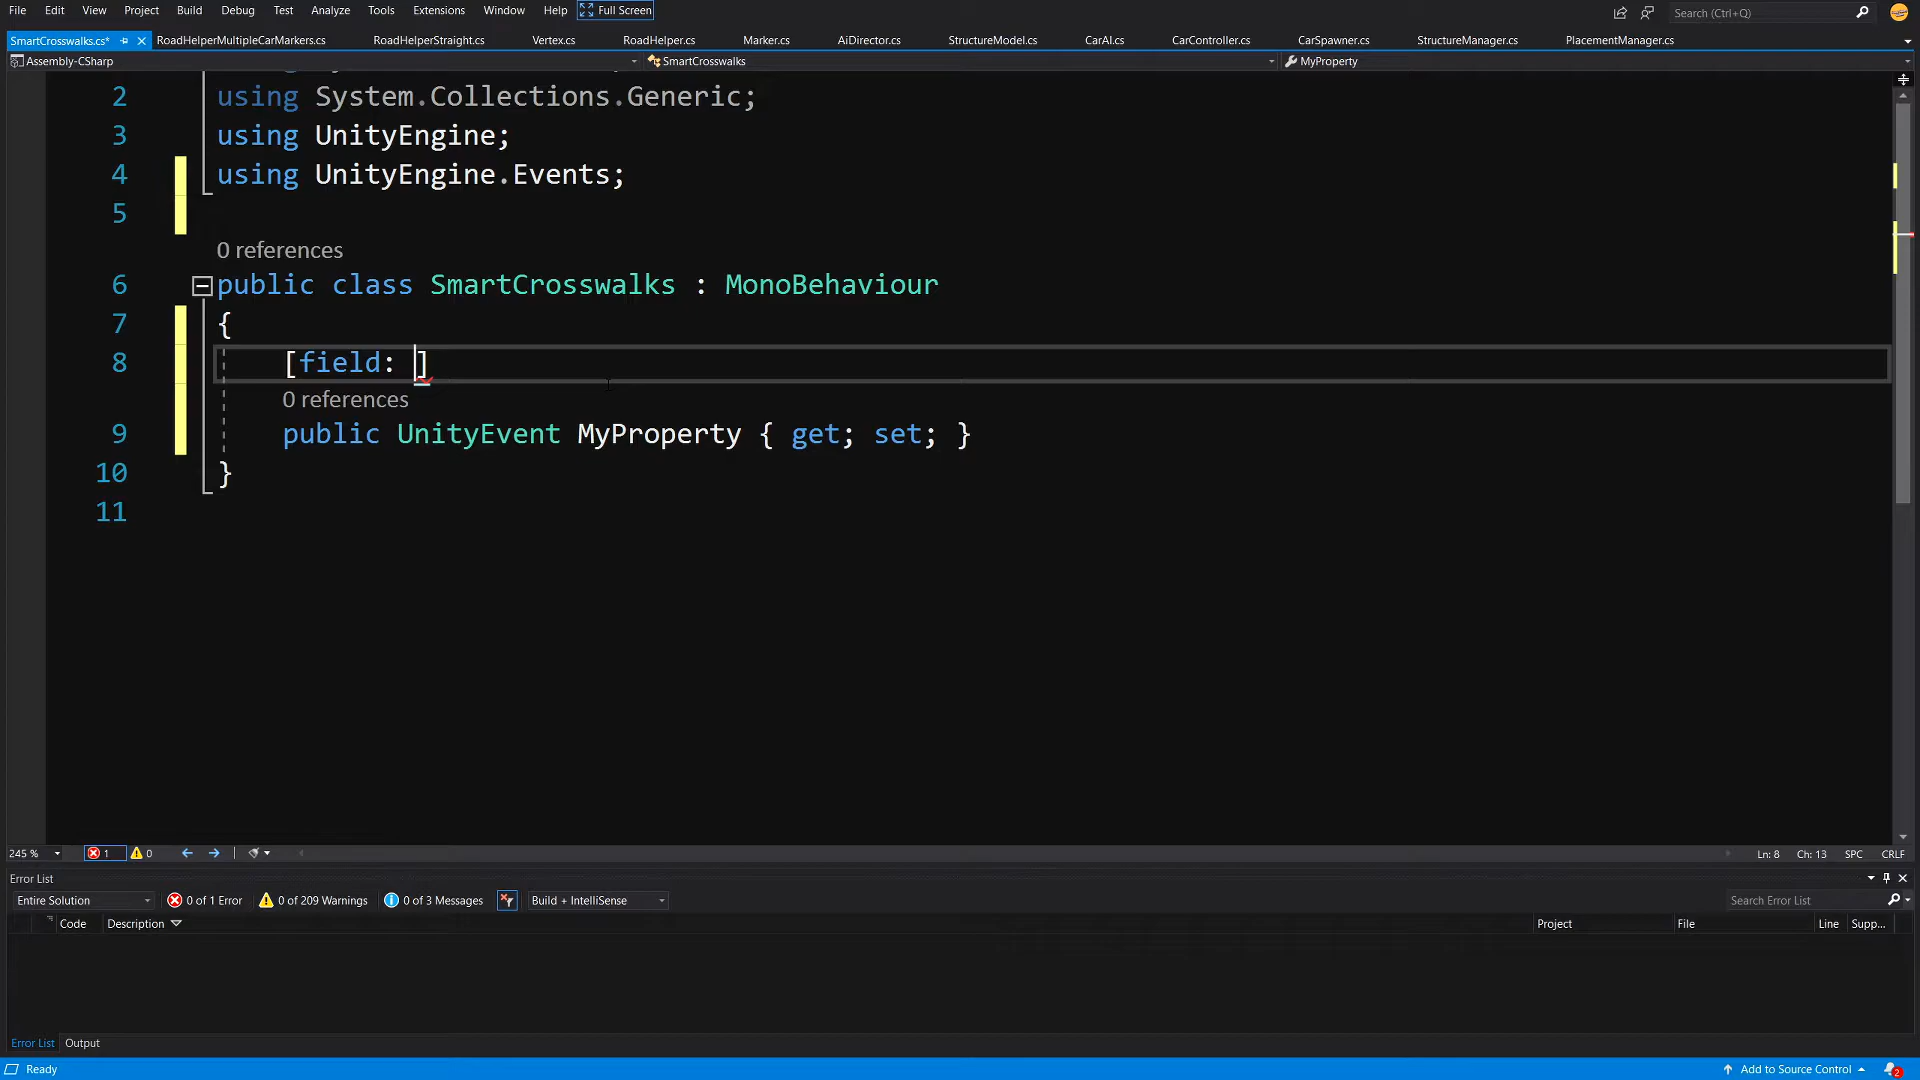 File Edit View Project Build Debug Test Analyze Tools Extensions Window Help Full Screen Search (Ctrl+Q)
SmartCrosswalks.cs* RoadHelperMultipleCarMarkers.cs RoadHelperStraight.cs Vertex.cs RoadHelper.cs Marker.cs AiDirector.cs StructureModel.cs CarAI.cs CarController.cs CarSpawner.cs StructureManager.cs PlacementManager.cs
Assembly-CSharp SmartCrosswalks MyProperty
2 using System.Collections.Generic;
3 using UnityEngine;
4 using UnityEngine.Events;
5
0 references
6 public class SmartCrosswalks : MonoBehaviour
7 {
8 [field: ]
0 references
9 public UnityEvent MyProperty { get; set; }
10 }
11
245 % 1 0 Ln: 8 Ch: 13 SPC CRLF
Error List
Entire Solution 0 of 1 Error 0 of 209 Warnings 0 of 3 Messages Build + IntelliSense Search Error List
Code Description Project File Line Supp...
Error List Output
Ready Add to Source Control 2